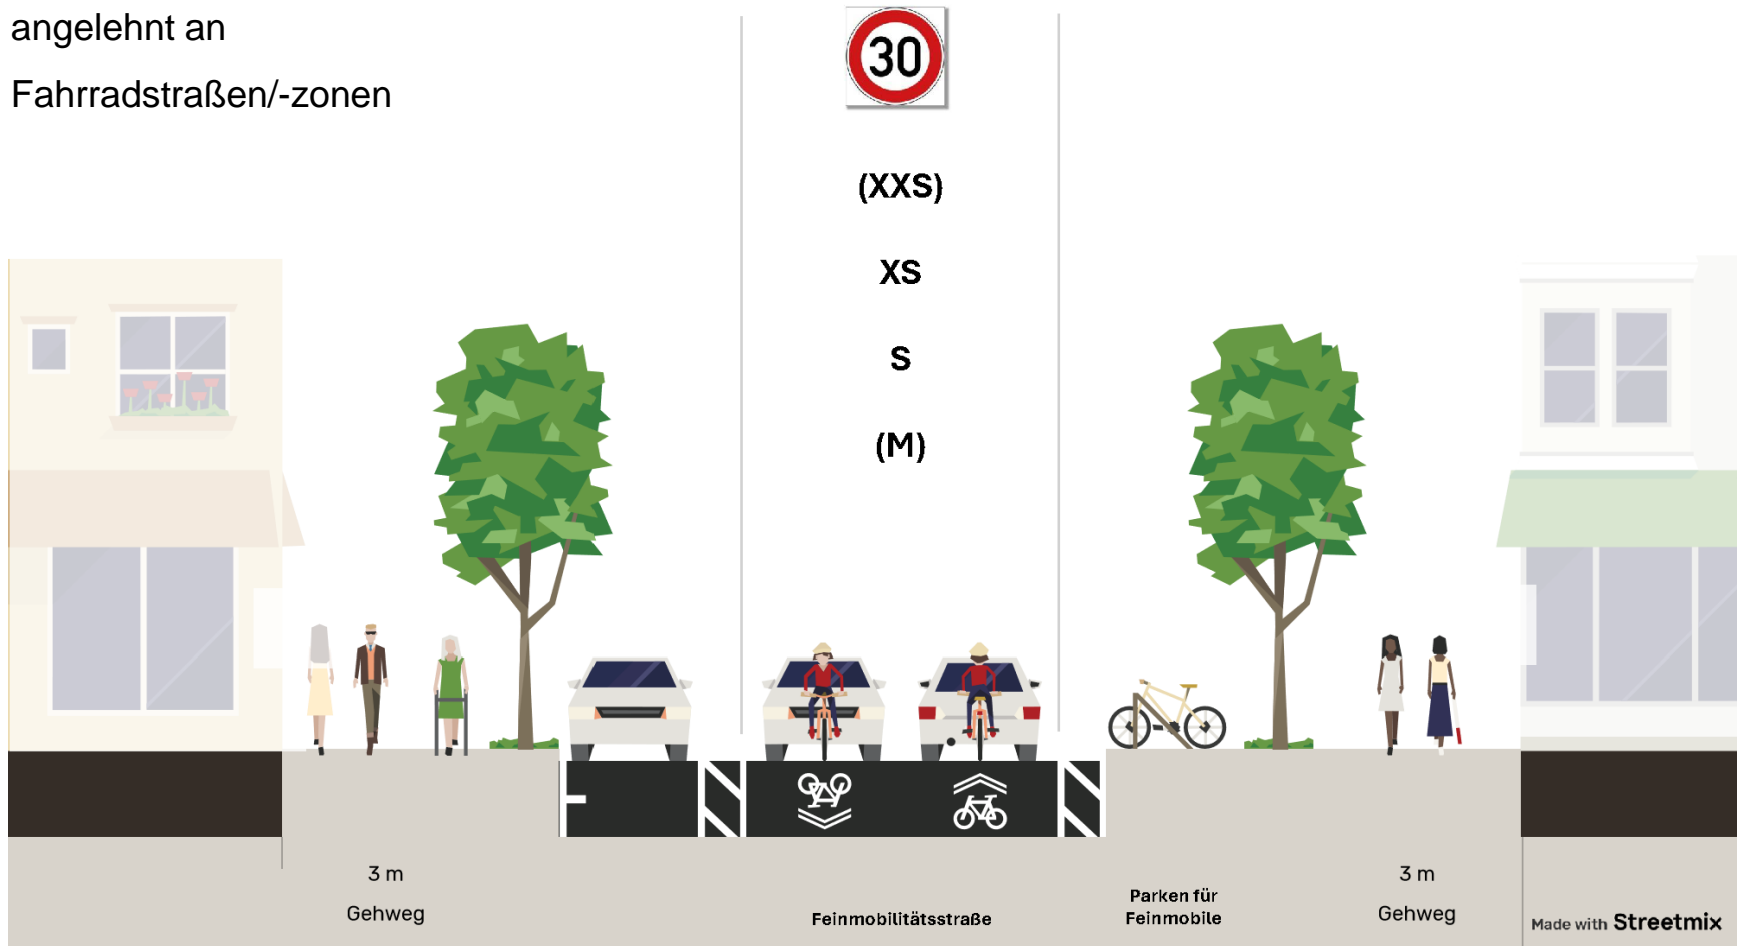 angelehnt an
Fahrradstraßen/-zonen
30
(XXS)
XS
S
(M)
3 m
Gehweg
Feinmobilitätsstraße
Parken für
Feinmobile
3 m
Gehweg
Made with Streetmix